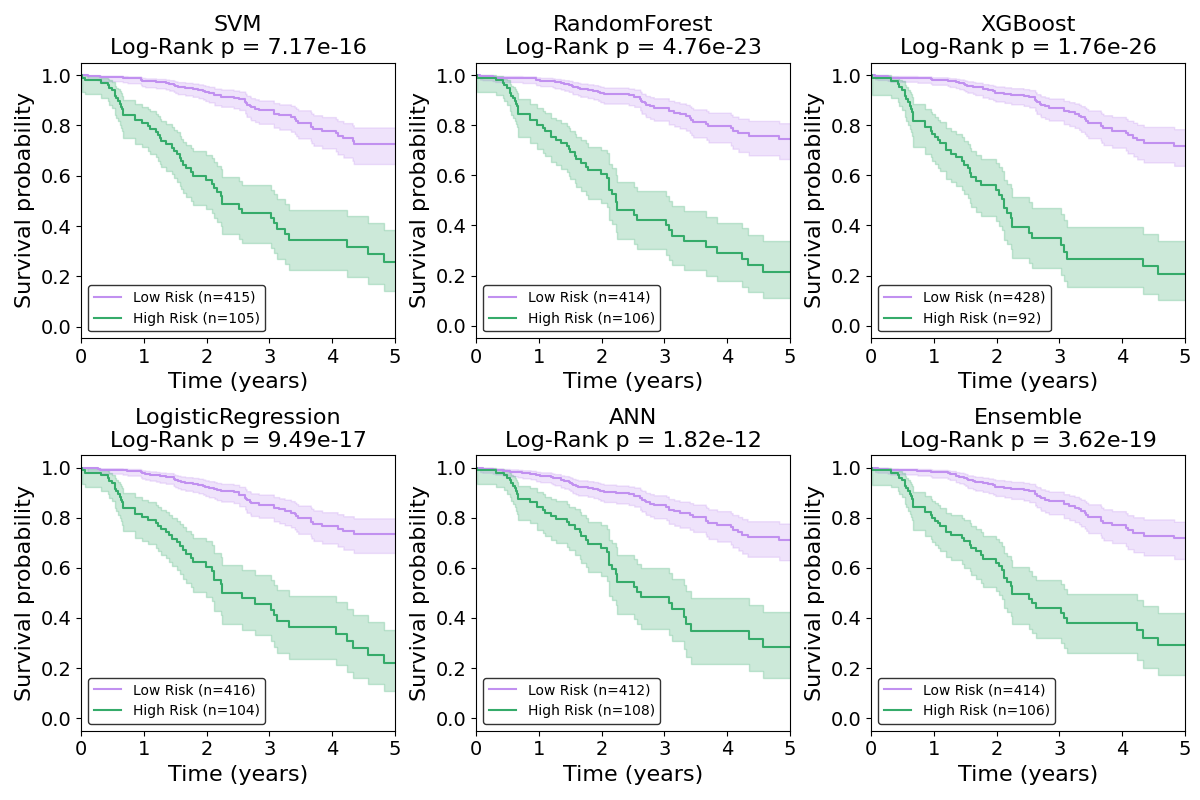 SVM
Log-Rank p = 7.17e-16
Survival probability
1.0
0.8
0.6
0.4
0.2
0.0
Low Risk (n=415)
High Risk (n=105)
0 1 2 3 4 5
Time (years)
RandomForest
Log-Rank p = 4.76e-23
Survival probability
1.0
0.8
0.6
0.4
0.2
0.0
Low Risk (n=414)
High Risk (n=106)
0 1 2 3 4 5
Time (years)
XGBoost
Log-Rank p = 1.76e-26
Survival probability
1.0
0.8
0.6
0.4
0.2
0.0
Low Risk (n=428)
High Risk (n=92)
0 1 2 3 4 5
Time (years)
LogisticRegression
Log-Rank p = 9.49e-17
Survival probability
1.0
0.8
0.6
0.4
0.2
0.0
Low Risk (n=416)
High Risk (n=104)
0 1 2 3 4 5
Time (years)
ANN
Log-Rank p = 1.82e-12
Survival probability
1.0
0.8
0.6
0.4
0.2
0.0
Low Risk (n=412)
High Risk (n=108)
0 1 2 3 4 5
Time (years)
Ensemble
Log-Rank p = 3.62e-19
Survival probability
1.0
0.8
0.6
0.4
0.2
0.0
Low Risk (n=414)
High Risk (n=106)
0 1 2 3 4 5
Time (years)